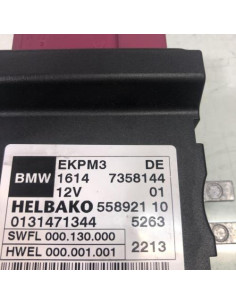 EKPM3 DE
BMW 1614 7358144
12V 01
HELBAKO 558921 10
0131471344 5263
SWFL 000.130.000
HWEL 000.001.001 2213